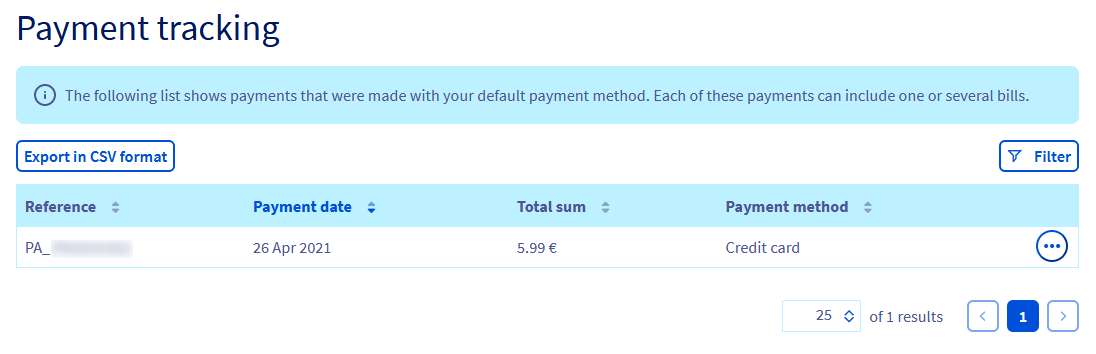 Payment tracking
The following list shows payments that were made with your default payment method. Each of these payments can include one or several bills.
Export in CSV format
Filter
Reference Payment date Total sum Payment method
PA_ 26 Apr 2021 5.99 € Credit card
25 of 1 results 1